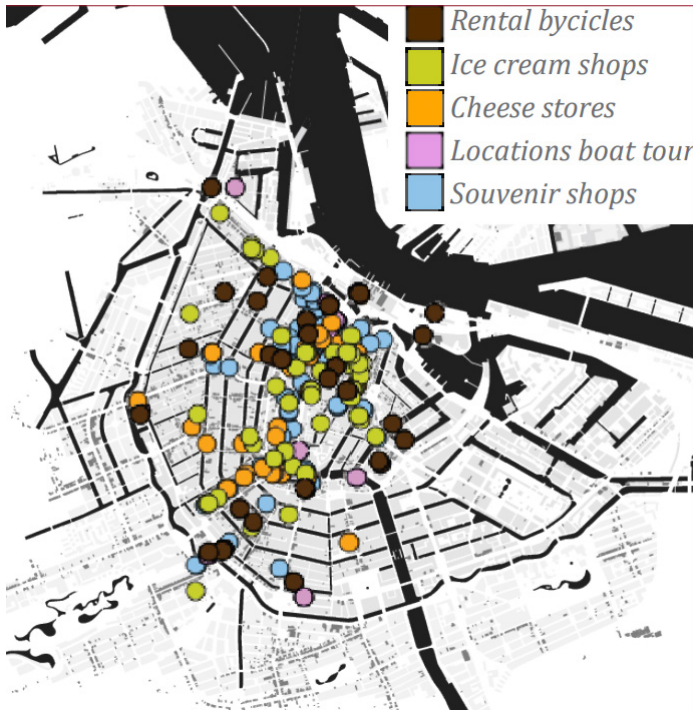 Rental bycicles
Ice cream shops
Cheese stores
Locations boat tour
Souvenir shops